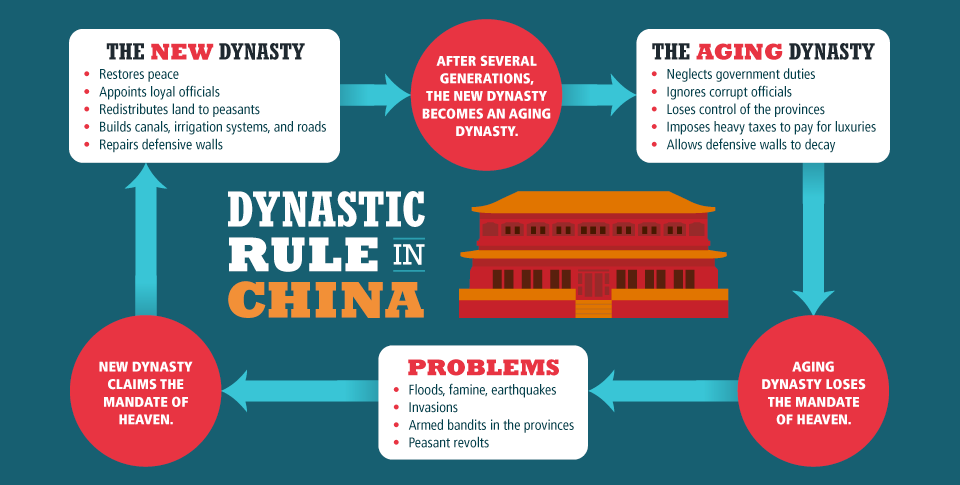 THE NEW DYNASTY
• Restores peace
• Appoints loyal officials
• Redistributes land to peasants
• Builds canals, irrigation systems, and roads
• Repairs defensive walls
AFTER SEVERAL
GENERATIONS,
THE NEW DYNASTY
BECOMES AN AGING
DYNASTY.
THE AGING DYNASTY
• Neglects government duties
• Ignores corrupt officials
• Loses control of the provinces
• Imposes heavy taxes to pay for luxuries
• Allows defensive walls to decay
DYNASTIC
RULE IN
CHINA
AGING
DYNASTY LOSES
THE MANDATE
OF HEAVEN.
PROBLEMS
• Floods, famine, earthquakes
• Invasions
• Armed bandits in the provinces
• Peasant revolts
NEW DYNASTY
CLAIMS THE
MANDATE OF
HEAVEN.